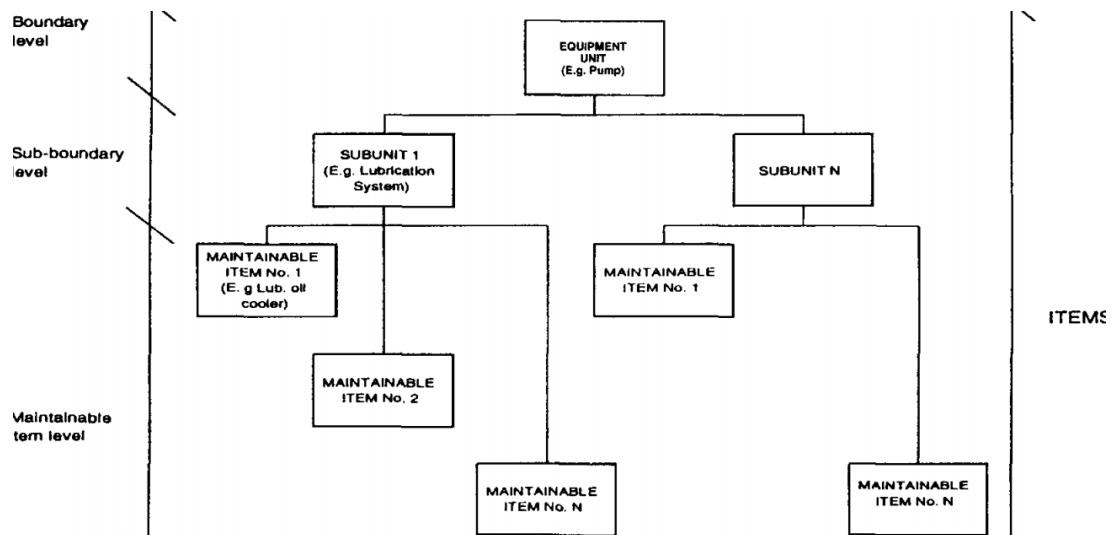 Boundary
level
EQUIPMENT
UNIT
(E.g. Pump)
Sub-boundary
level
SUBUNIT 1
(E.g. Lubrication
System)
SUBUNIT N
MAINTAINABLE
ITEM No. 1
(E. g Lub. oil
cooler)
MAINTAINABLE
ITEM No. 1
ITEMS
MAINTAINABLE
ITEM No. 2
Maintainable
tem level
MAINTAINABLE
ITEM No. N
MAINTAINABLE
ITEM No. N